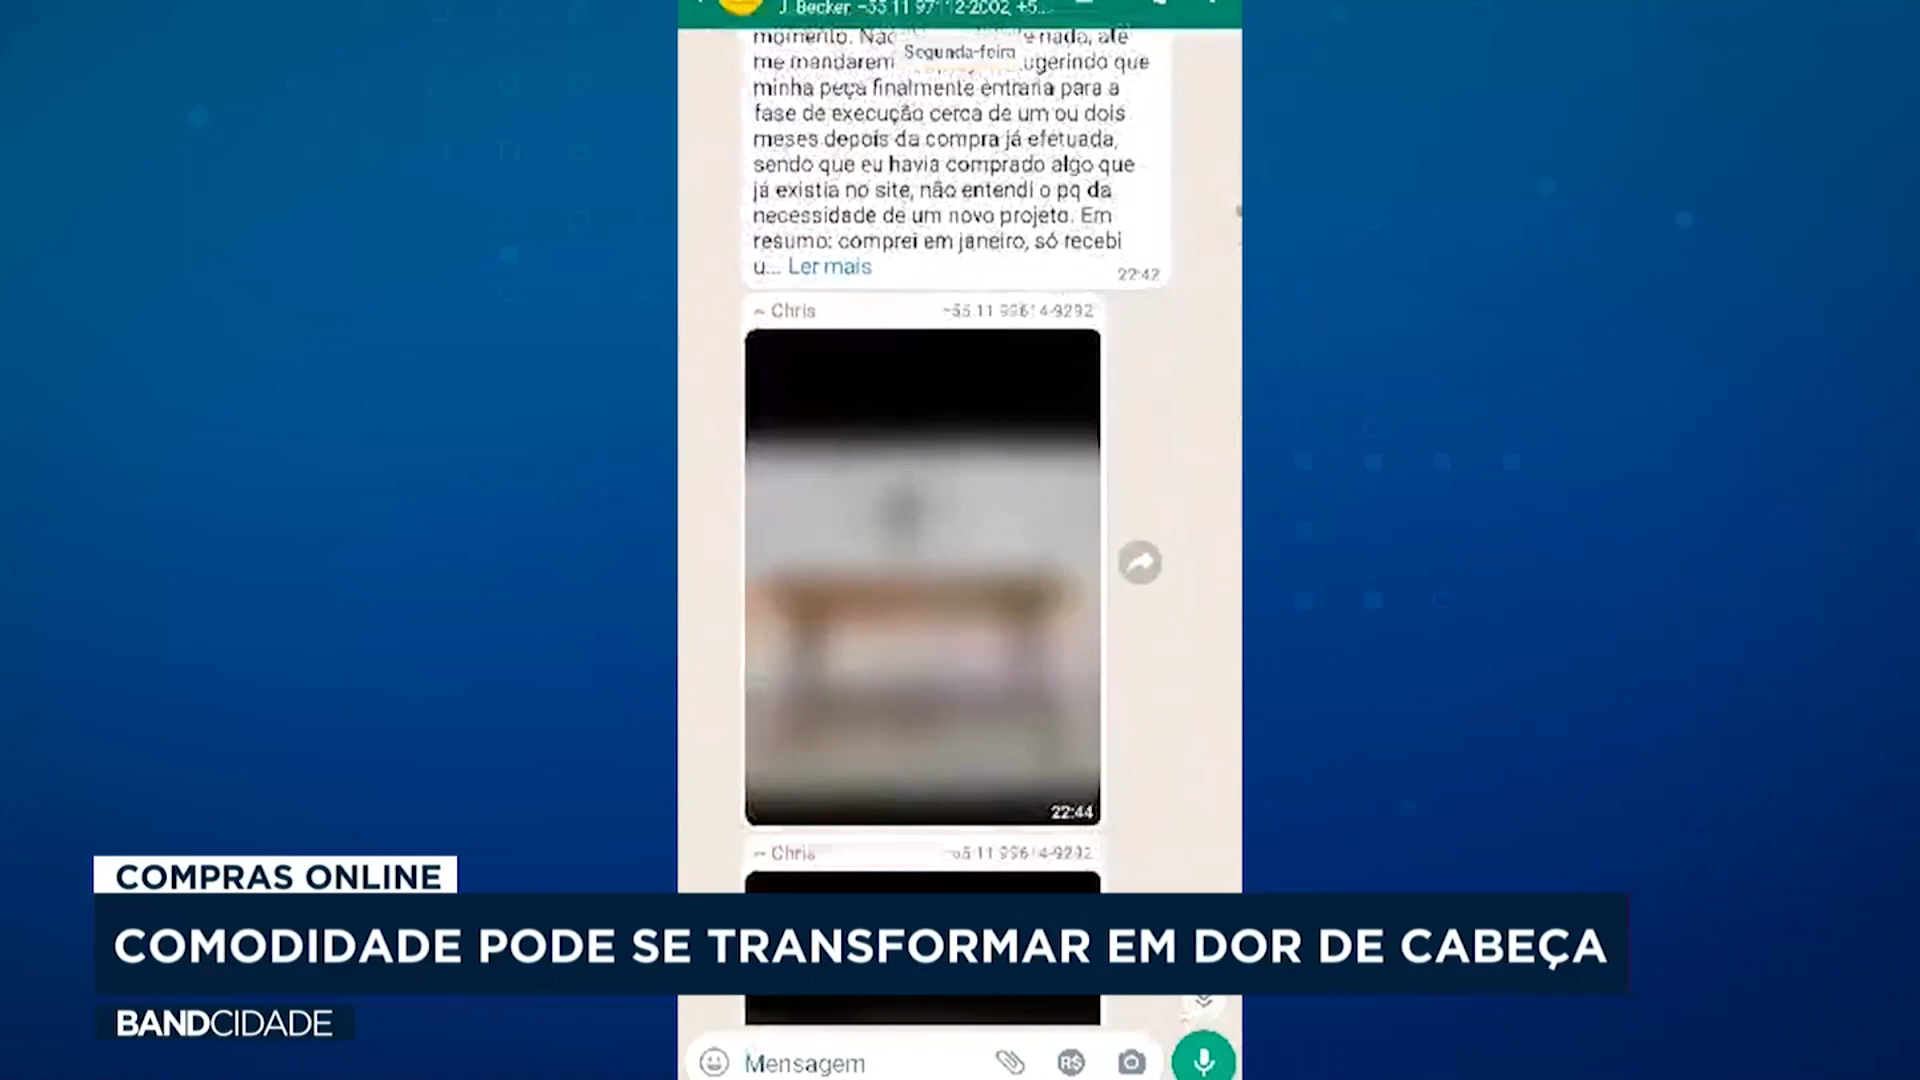 J. Becker,
momento.
nada, até
Segunda-feira
me mandarem
minha peça finalmente entraria para a
fase de execução cerca de um ou dois
meses depois da compra já efetuada,
sendo que eu havia comprado algo que
já existia no site, não entendi o pq da
necessidade de um novo projeto. Em
resumo: comprei em janeiro, só recebi
u... Ler mais
22:42
~ Chris
22:44
~ Chris
COMPRAS ONLINE
COMODIDADE PODE SE TRANSFORMAR EM DOR DE CABEÇA
BANDCIDADE
Mensagem
R$